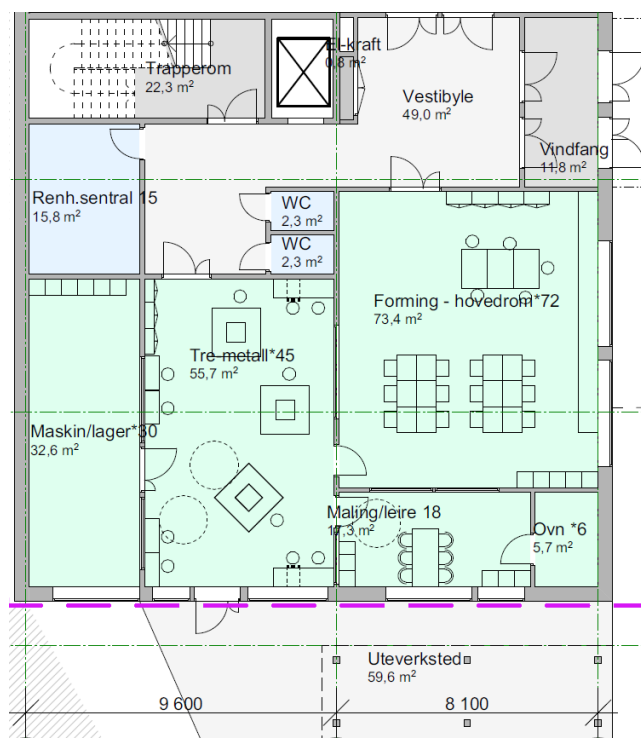 El-kraft
0,8 m²
Trapperom
22,3 m²
Vestibyle
49,0 m²
Vindfang
11,8 m²
Renh.sentral 15
15,8 m²
WC
2,3 m²
WC
2,3 m²
Forming - hovedrom*72
73,4 m²
Tre-metall*45
55,7 m²
Maskin/lager*30
32,6 m²
Maling/leire 18
17,3 m²
Ovn *6
5,7 m²
Uteverksted
59,6 m²
9 600
8 100